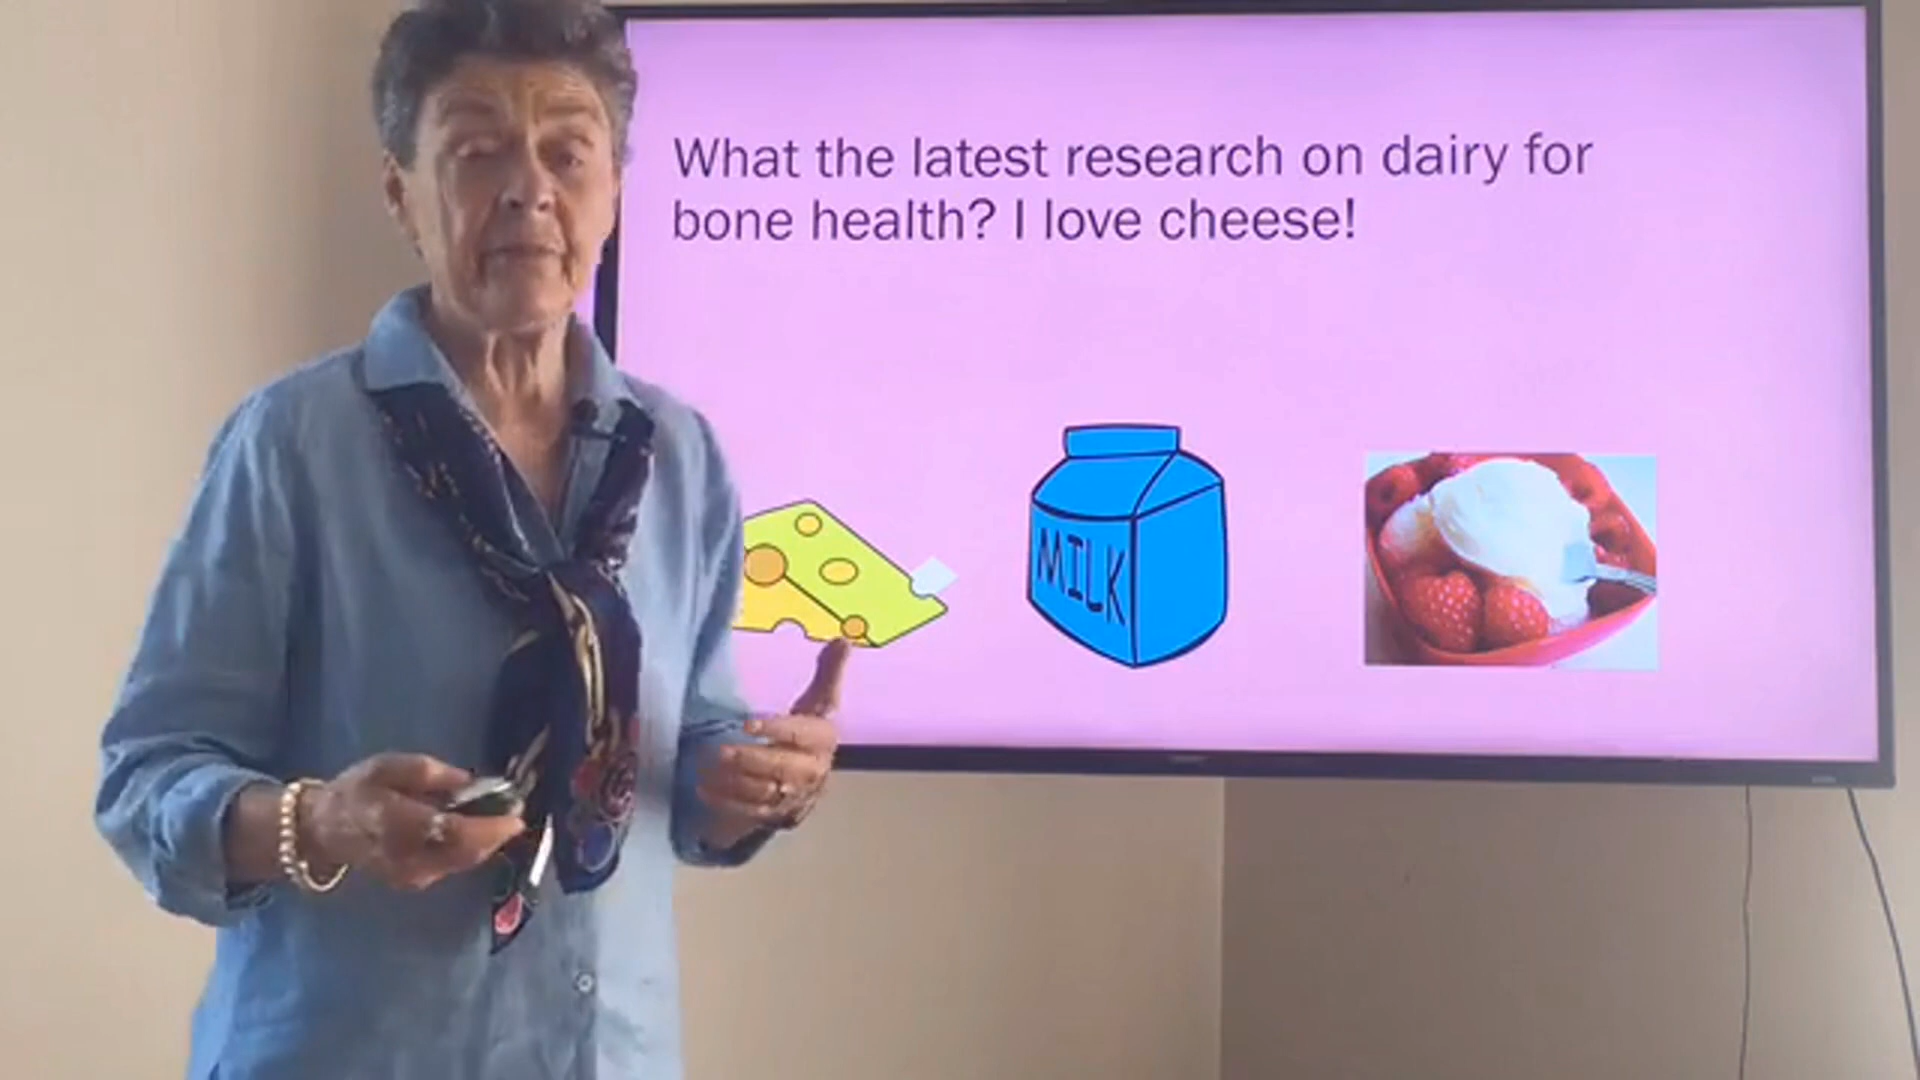 What the latest research on dairy for
bone health? I love cheese!
MILK